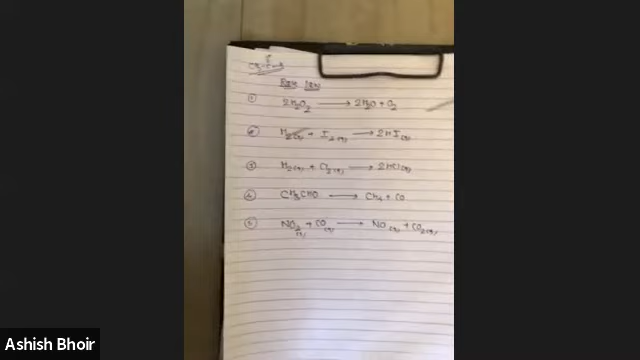 Rate Law
① 2H₂O₂ ⟶ 2H₂O + O₂
② H₂(g) + I₂(g) ⟶ 2HI(g)
③ H₂(g) + Cl₂(g) ⟶ 2HCl(g)
④ CH₃CHO ⟶ CH₄ + CO
⑤ NO₂(g) + CO(g) ⟶ NO(g) + CO₂(g)
Ashish Bhoir